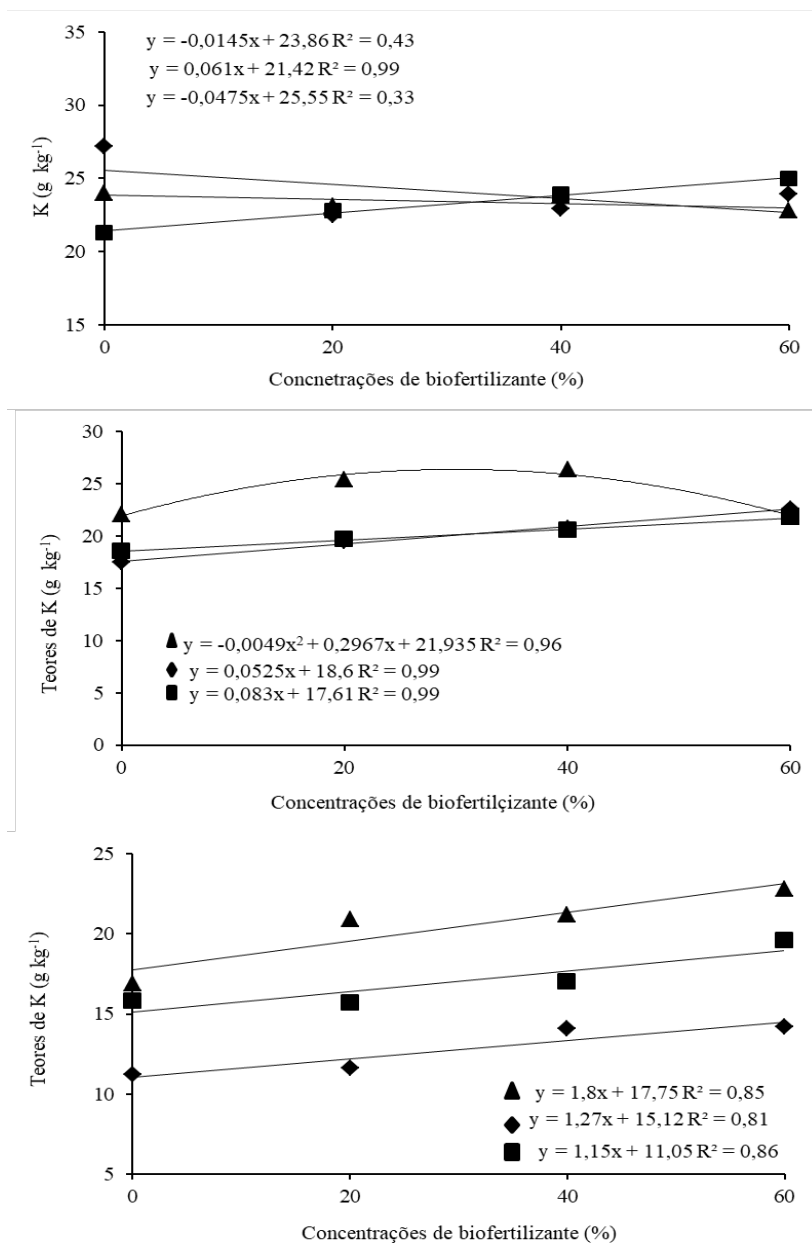 y = -0,0145x + 23,86 R² = 0,43
y = 0,061x + 21,42 R² = 0,99
y = -0,0475x + 25,55 R² = 0,33
35
30
25
20
15
K (g kg⁻¹)
0 20 40 60
Concnetrações de biofertilizante (%)
30
25
20
15
10
5
0
Teores de K (g kg⁻¹)
y = -0,0049x² + 0,2967x + 21,935 R² = 0,96
y = 0,0525x + 18,6 R² = 0,99
y = 0,083x + 17,61 R² = 0,99
0 20 40 60
Concentrações de biofertilçizante (%)
25
20
15
10
5
Teores de K (g kg⁻¹)
y = 1,8x + 17,75 R² = 0,85
y = 1,27x + 15,12 R² = 0,81
y = 1,15x + 11,05 R² = 0,86
0 20 40 60
Concentrações de biofertilizante (%)